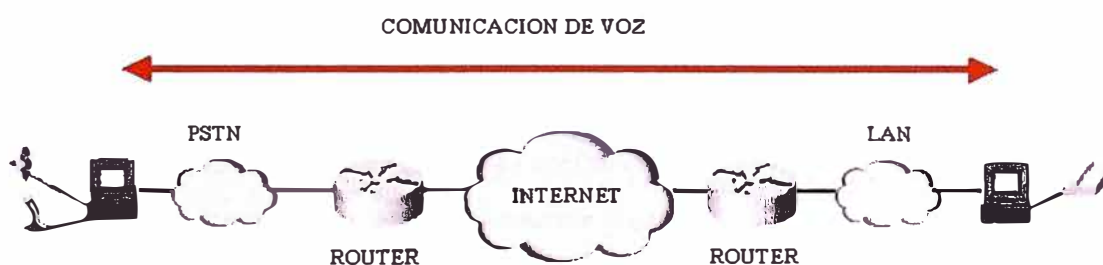 COMUNICACION DE VOZ
PSTN
LAN
INTERNET
ROUTER
ROUTER